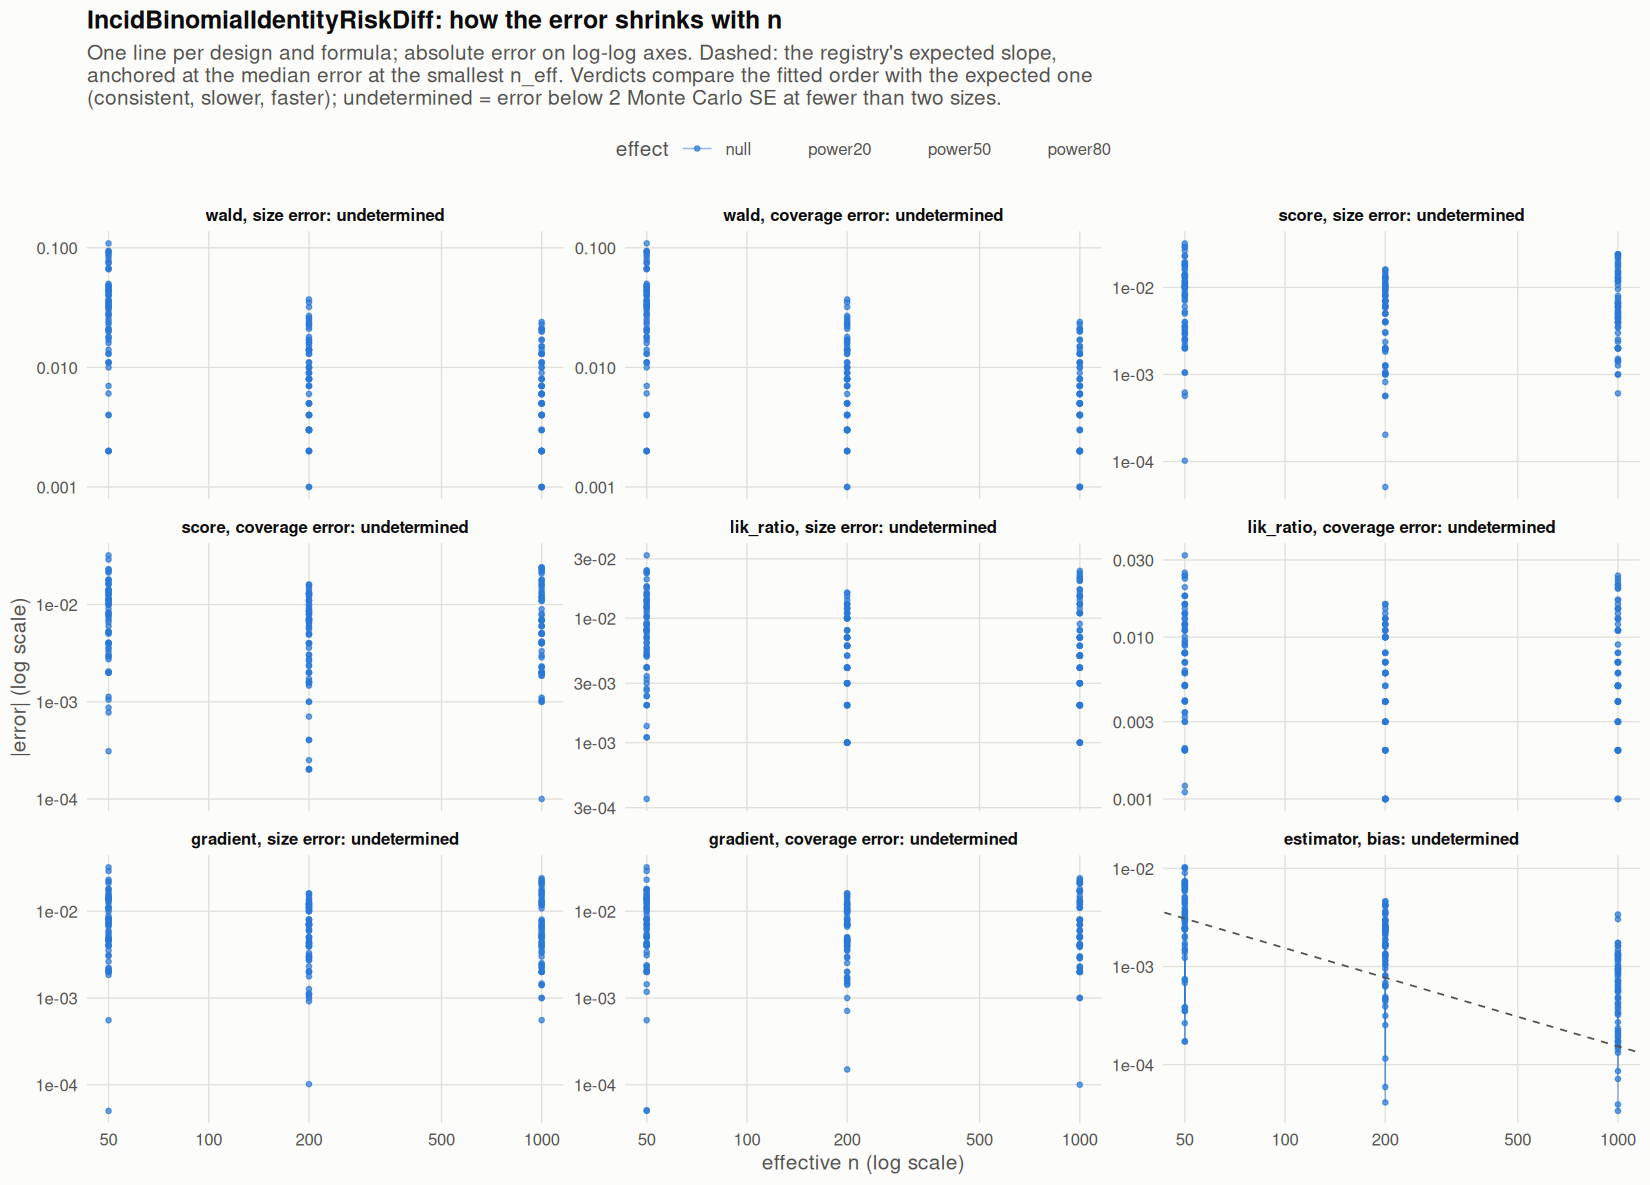 IncidBinomialIdentityRiskDiff: how the error shrinks with n
One line per design and formula; absolute error on log-log axes. Dashed: the registry's expected slope,
anchored at the median error at the smallest n_eff. Verdicts compare the fitted order with the expected one
(consistent, slower, faster); undetermined = error below 2 Monte Carlo SE at fewer than two sizes.
effect null power20 power50 power80
wald, size error: undetermined
0.100
0.010
0.001
wald, coverage error: undetermined
0.100
0.010
0.001
score, size error: undetermined
1e-02
1e-03
1e-04
score, coverage error: undetermined
1e-02
1e-03
1e-04
lik_ratio, size error: undetermined
3e-02
1e-02
3e-03
1e-03
3e-04
lik_ratio, coverage error: undetermined
0.030
0.010
0.003
0.001
gradient, size error: undetermined
1e-02
1e-03
1e-04
50 100 200 500 1000
gradient, coverage error: undetermined
1e-02
1e-03
1e-04
50 100 200 500 1000
estimator, bias: undetermined
1e-02
1e-03
1e-04
50 100 200 500 1000
|error| (log scale)
effective n (log scale)